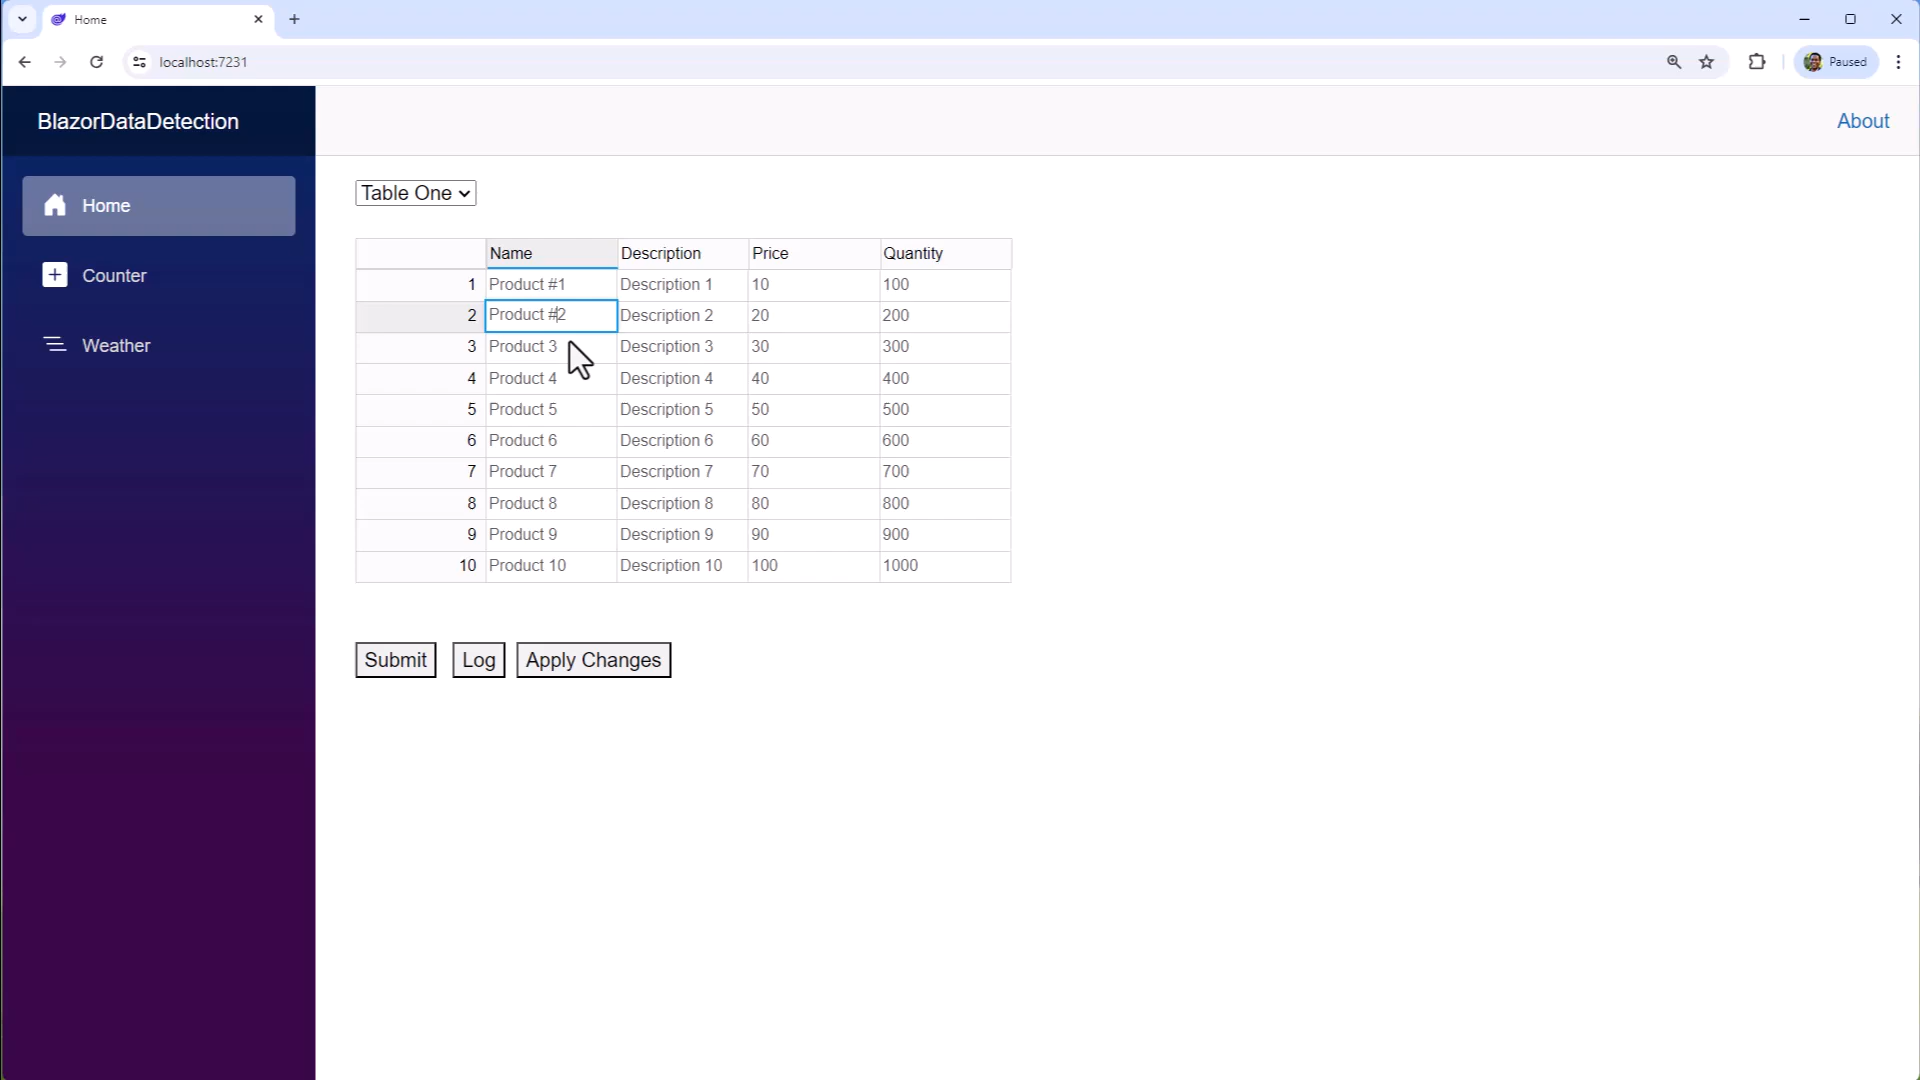 Home
localhost:7231
Paused
BlazorDataDetection
About
Home
Counter
Weather
Table One
Name Description Price Quantity
1 Product #1 Description 1 10 100
2 Product #2 Description 2 20 200
3 Product 3 Description 3 30 300
4 Product 4 Description 4 40 400
5 Product 5 Description 5 50 500
6 Product 6 Description 6 60 600
7 Product 7 Description 7 70 700
8 Product 8 Description 8 80 800
9 Product 9 Description 9 90 900
10 Product 10 Description 10 100 1000
Submit Log Apply Changes